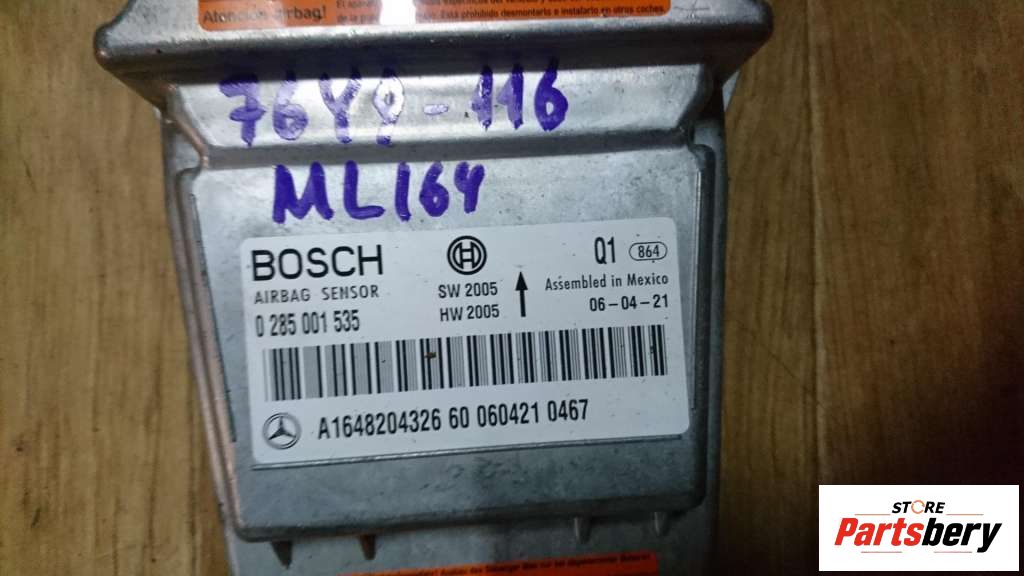 Atención airbag!
76Y9-116
ML164
BOSCH
Q1 864
AIRBAG SENSOR
SW 2005
Assembled in Mexico
0 285 001 535
HW 2005
06-04-21
A1648204326 60 060421 0467
STORE
Partsbery